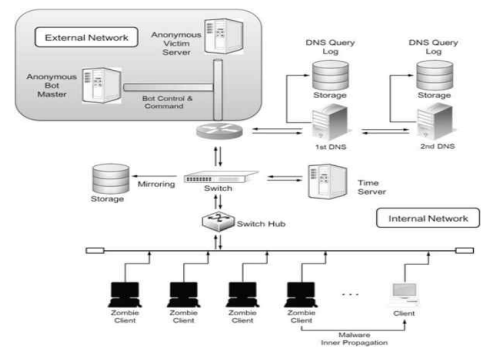 External Network
Anonymous
Victim
Server
Anonymous
Bot
Master
Bot Control &
Command
DNS Query
Log
Storage
1st DNS
DNS Query
Log
Storage
2nd DNS
Storage
Mirroring
Switch
Time
Server
Internal Network
Switch Hub
Zombie
Client
Zombie
Client
Zombie
Client
Zombie
Client
. . .
Client
Malware
Inner Propagation